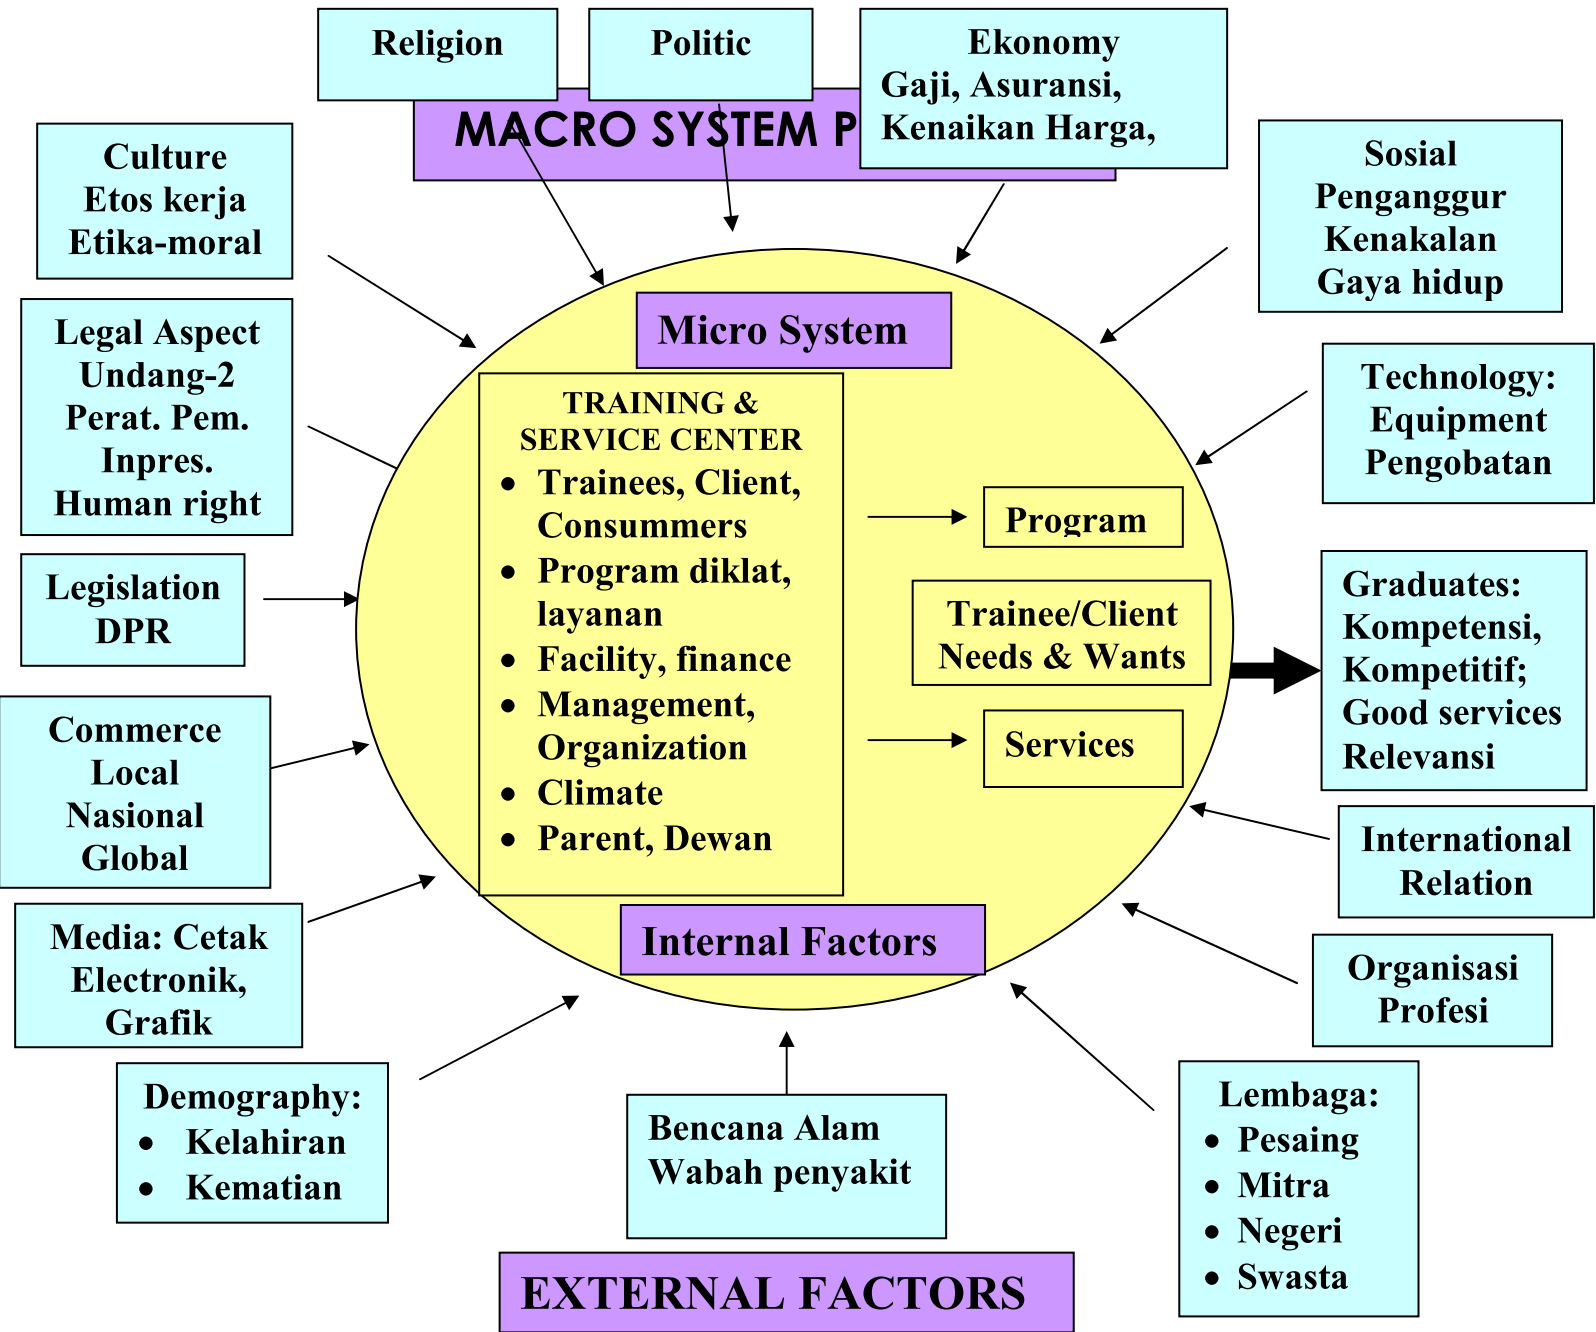 Religion
Politic
Ekonomy
Gaji, Asuransi,
Kenaikan Harga,
MACRO SYSTEM P
Culture
Etos kerja
Etika-moral
Sosial
Penganggur
Kenakalan
Gaya hidup
Legal Aspect
Undang-2
Perat. Pem.
Inpres.
Human right
Micro System
Technology:
Equipment
Pengobatan
TRAINING &
SERVICE CENTER
• Trainees, Client,
Consummers
• Program diklat,
layanan
• Facility, finance
• Management,
Organization
• Climate
• Parent, Dewan
Program
Trainee/Client
Needs & Wants
Services
Legislation
DPR
Graduates:
Kompetensi,
Kompetitif;
Good services
Relevansi
Commerce
Local
Nasional
Global
International
Relation
Media: Cetak
Electronik,
Grafik
Internal Factors
Organisasi
Profesi
Demography:
• Kelahiran
• Kematian
Bencana Alam
Wabah penyakit
Lembaga:
• Pesaing
• Mitra
• Negeri
• Swasta
EXTERNAL FACTORS